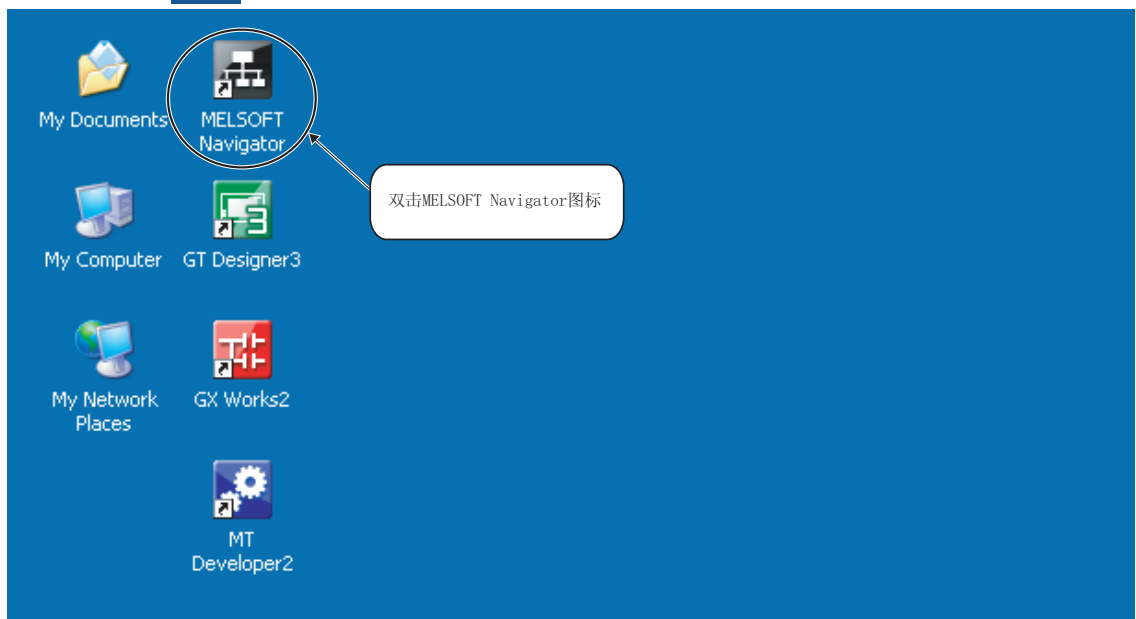 My Documents
MELSOFT
Navigator
双击MELSOFT Navigator图标
My Computer
GT Designer3
My Network
Places
GX Works2
MT
Developer2